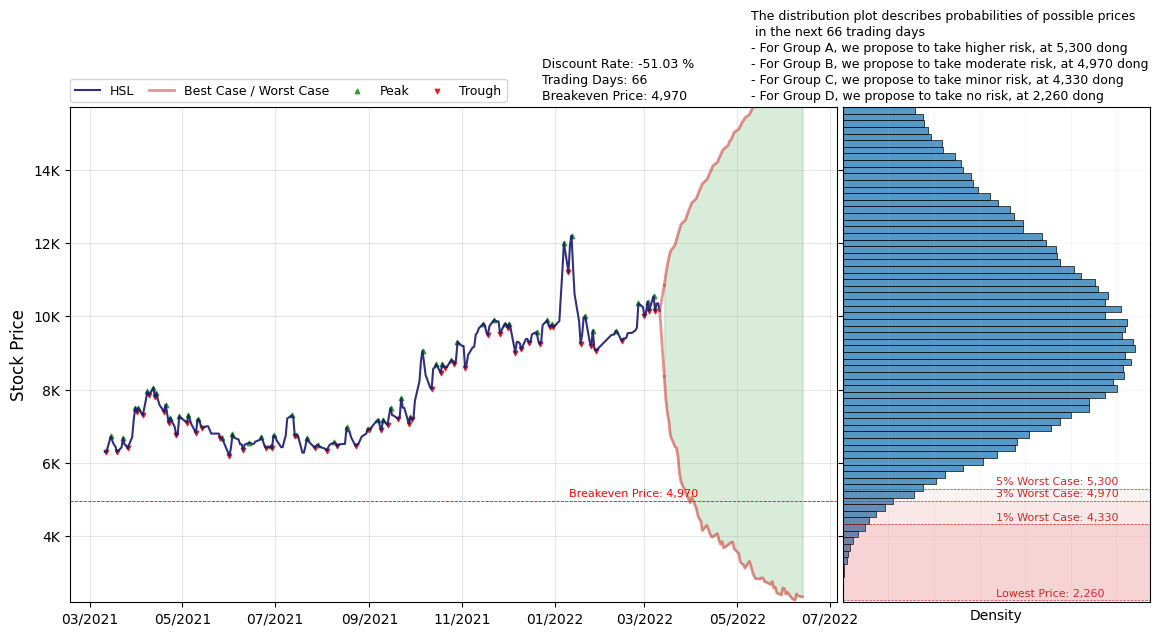 The distribution plot describes probabilities of possible prices
in the next 66 trading days
- For Group A, we propose to take higher risk, at 5,300 dong
- For Group B, we propose to take moderate risk, at 4,970 dong
- For Group C, we propose to take minor risk, at 4,330 dong
- For Group D, we propose to take no risk, at 2,260 dong
Discount Rate: -51.03 %
Trading Days: 66
Breakeven Price: 4,970
HSL
Best Case / Worst Case
Peak
Trough
Stock Price
14K
12K
10K
8K
6K
4K
Breakeven Price: 4,970
03/2021
05/2021
07/2021
09/2021
11/2021
01/2022
03/2022
05/2022
07/2022
5% Worst Case: 5,300
3% Worst Case: 4,970
1% Worst Case: 4,330
Lowest Price: 2,260
Density